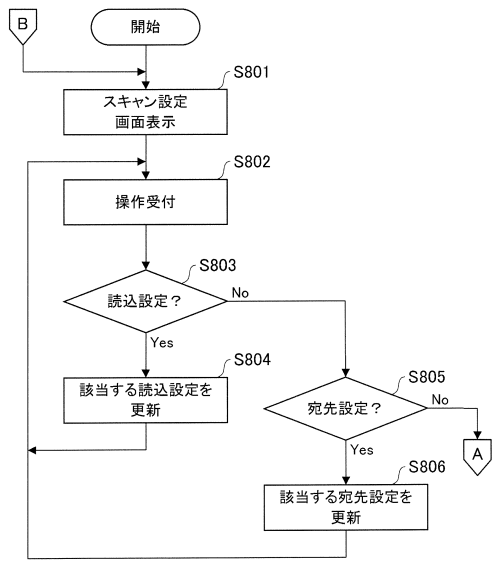 B
開始
S801
スキャン設定
画面表示
S802
操作受付
S803
読込設定？
No
Yes
S804
該当する読込設定を
更新
S805
宛先設定？
No
Yes
A
S806
該当する宛先設定を
更新